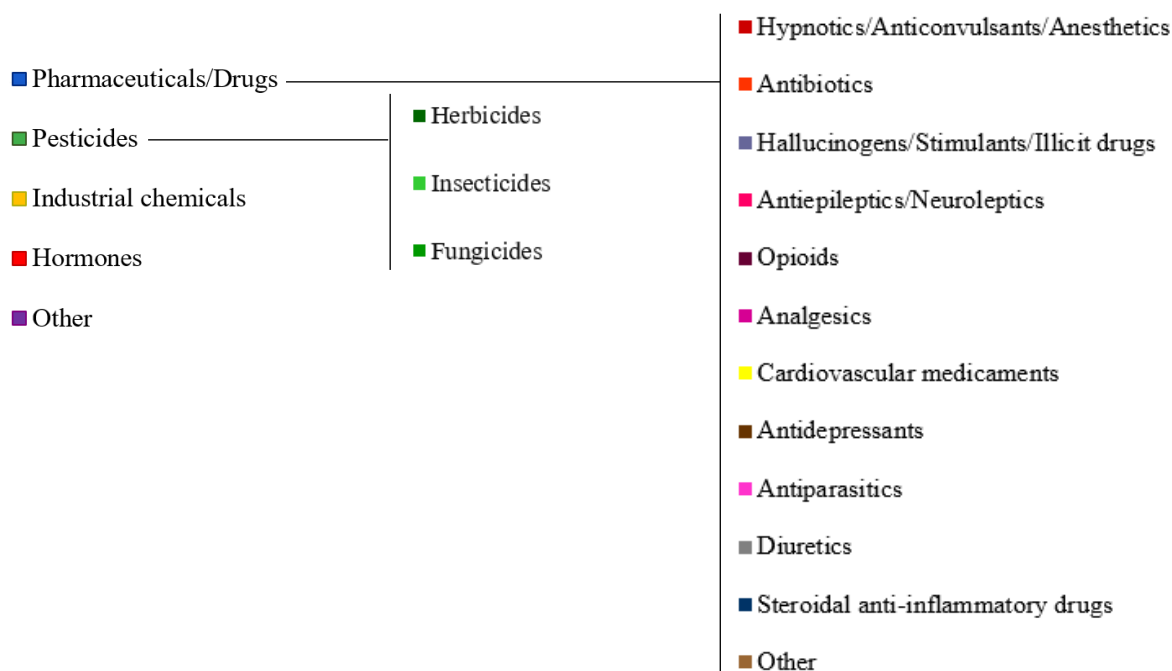 Pharmaceuticals/Drugs
Pesticides
Industrial chemicals
Hormones
Other
Herbicides
Insecticides
Fungicides
Hypnotics/Anticonvulsants/Anesthetics
Antibiotics
Hallucinogens/Stimulants/Illicit drugs
Antiepileptics/Neuroleptics
Opioids
Analgesics
Cardiovascular medicaments
Antidepressants
Antiparasitics
Diuretics
Steroidal anti-inflammatory drugs
Other